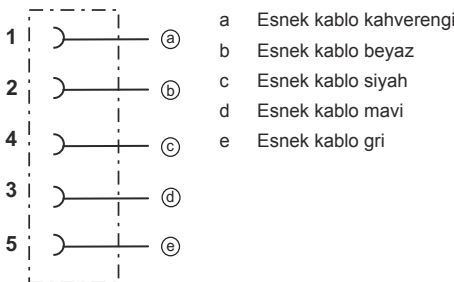 1 ⓐ
2 ⓑ
4 ⓒ
3 ⓓ
5 ⓔ
a Esnek kablo kahverengi
b Esnek kablo beyaz
c Esnek kablo siyah
d Esnek kablo mavi
e Esnek kablo gri